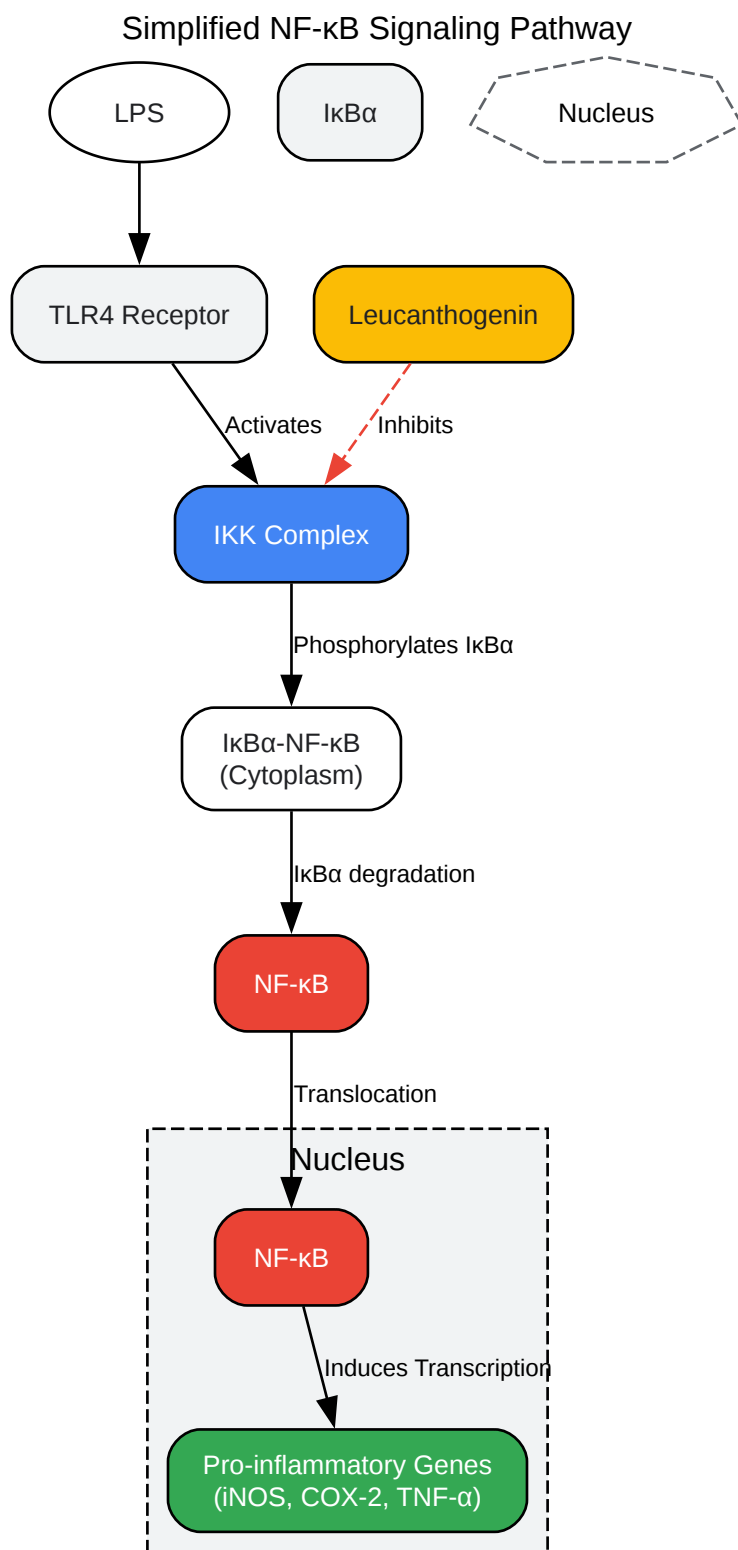 Simplified NF-κB Signaling Pathway
LPS
IκBα
Nucleus
TLR4 Receptor
Leucanthogenin
Activates
Inhibits
IKK Complex
Phosphorylates IκBα
IκBα-NF-κB
(Cytoplasm)
IκBα degradation
NF-κB
Translocation
Nucleus
NF-κB
Induces Transcription
Pro-inflammatory Genes
(iNOS, COX-2, TNF-α)